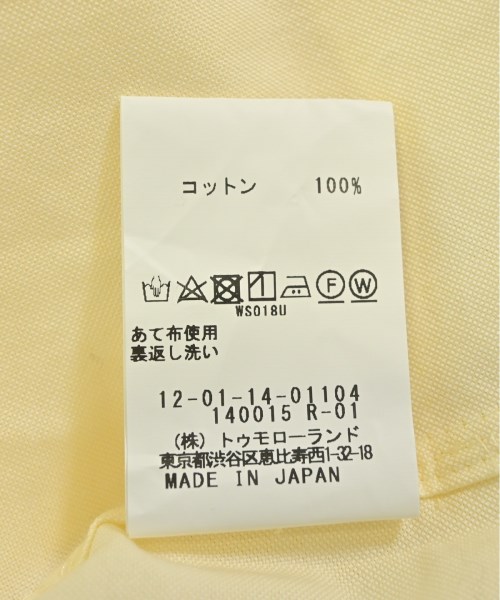 コットン 100%
F W
WS018U
あて布使用
裏返し洗い
12-01-14-01104
140015 R-01
(株) トゥモローランド
東京都渋谷区恵比寿西1-32-18
MADE IN JAPAN